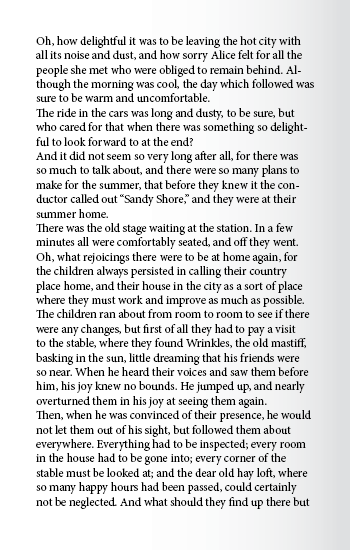 Oh, how delightful it was to be leaving the hot city with
all its noise and dust, and how sorry Alice felt for all the
people she met who were obliged to remain behind. Al-
though the morning was cool, the day which followed was
sure to be warm and uncomfortable.
The ride in the cars was long and dusty, to be sure, but
who cared for that when there was something so delight-
ful to look forward to at the end?
And it did not seem so very long after all, for there was
so much to talk about, and there were so many plans to
make for the summer, that before they knew it the con-
ductor called out “Sandy Shore,” and they were at their
summer home.
There was the old stage waiting at the station. In a few
minutes all were comfortably seated, and off they went.
Oh, what rejoicings there were to be at home again, for
the children always persisted in calling their country
place home, and their house in the city as a sort of place
where they must work and improve as much as possible.
The children ran about from room to room to see if there
were any changes, but first of all they had to pay a visit
to the stable, where they found Wrinkles, the old mastiff,
basking in the sun, little dreaming that his friends were
so near. When he heard their voices and saw them before
him, his joy knew no bounds. He jumped up, and nearly
overturned them in his joy at seeing them again.
Then, when he was convinced of their presence, he would
not let them out of his sight, but followed them about
everywhere. Everything had to be inspected; every room
in the house had to be gone into; every corner of the
stable must be looked at; and the dear old hay loft, where
so many happy hours had been passed, could certainly
not be neglected. And what should they find up there but